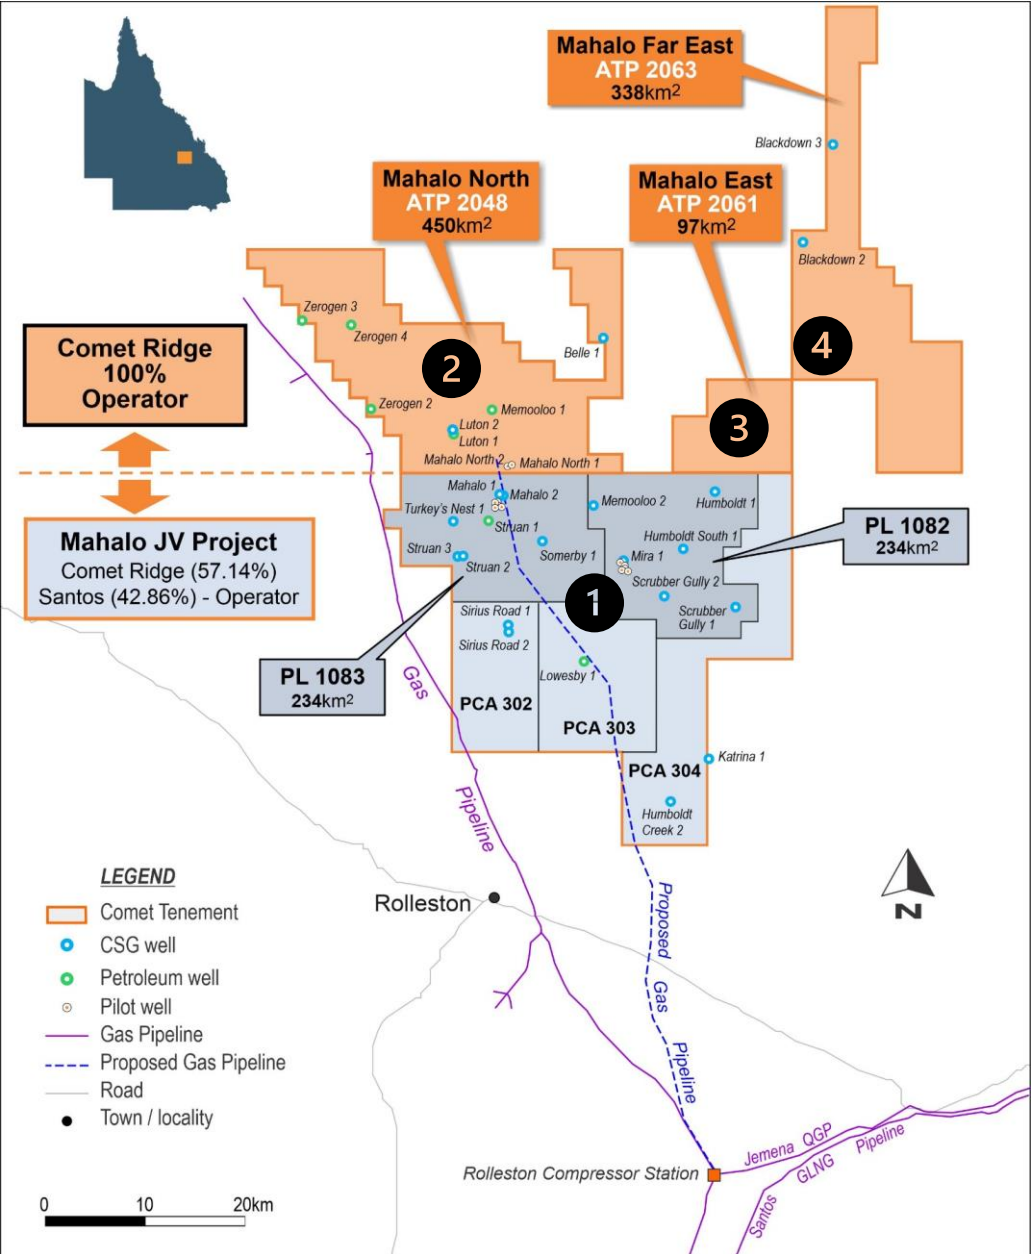 Mahalo Far East
ATP 2063
338km2
Blackdown 3
Mahalo North
ATP 2048
450km2
Mahalo East
ATP 2061
97km2
Blackdown 2
Zerogen 3
Zerogen 4
Belle 1
Comet Ridge
100%
Operator
2
4
3
Zerogen 2
Memooloo 1
Luton 2
Luton 1
Mahalo North 2
Mahalo North 1
Mahalo JV Project
Comet Ridge (57.14%)
Santos (42.86%) - Operator
Mahalo 1
Mahalo 2
Turkey's Nest 1
Struan 1
Struan 3
Struan 2
Somerby 1
Memooloo 2
Humboldt 1
Humboldt South 1
Mira 1
Scrubber Gully 2
Scrubber
Gully 1
PL 1082
234km2
1
Sirius Road 1
Sirius Road 2
PL 1083
234km2
Lowesby 1
PCA 302
PCA 303
PCA 304
Katrina 1
Humboldt
Creek 2
Gas
Pipeline
Rolleston
Proposed
Gas
Pipeline
N
LEGEND
Comet Tenement
CSG well
Petroleum well
Pilot well
Gas Pipeline
Proposed Gas Pipeline
Road
Town / locality
Rolleston Compressor Station
Jemena QGP
Santos GLNG Pipeline
0 10 20km